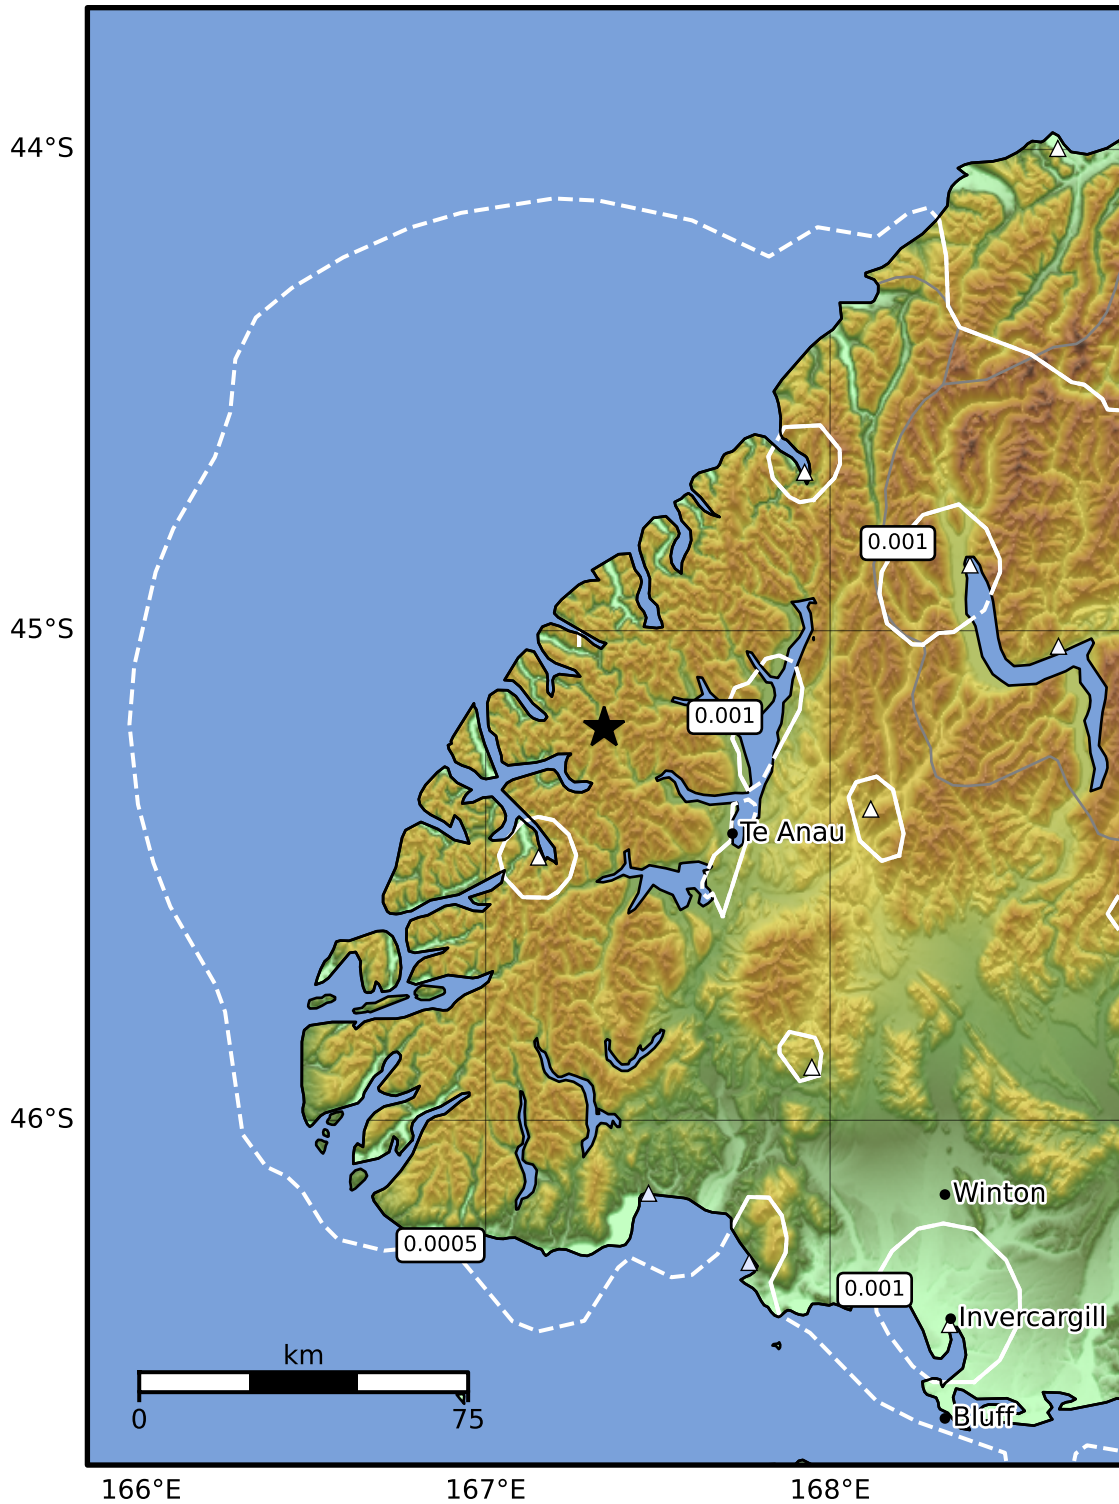 44°S
0.001
45°S
0.001
Te Anau
46°S
Winton
0.0005
0.001
Invercargill
km
0
75
Bluff
166°E
167°E
168°E